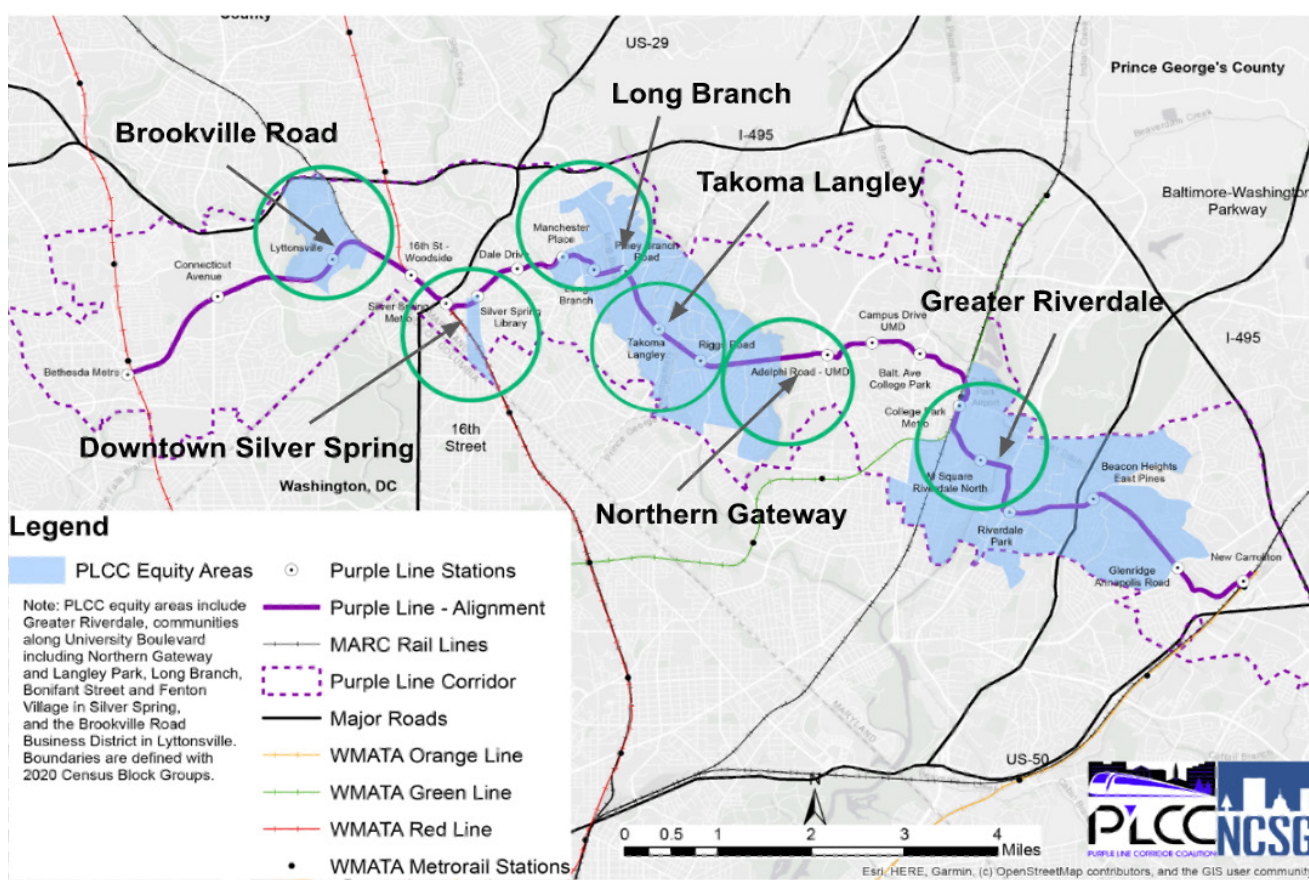 County
US-29
Prince George's County
Long Branch
Brookville Road
I-495
Takoma Langley
Baltimore-Washington
Parkway
Manchester
Place
Lyttonsville
16th St -
Woodside
Dale Drive
Piney Branch
Road
Connecticut
Avenue
Long
Branch
Greater Riverdale
Silver Spring
Metro
Silver Spring
Library
Campus Drive
UMD
I-495
Takoma
Langley
Riggs Road
Bethesda Metro
Adelphi Road - UMD
Balt. Ave
College Park
College Park
Metro
Downtown Silver Spring
16th
Street
Washington, DC
M Square
Riverdale North
Beacon Heights
East Pines
Northern Gateway
Riverdale
Park
New Carrollton
Glenridge
Annapolis Road
Legend
PLCC Equity Areas
Note: PLCC equity areas include
Greater Riverdale, communities
along University Boulevard
including Northern Gateway
and Langley Park, Long Branch,
Bonifant Street and Fenton
Village in Silver Spring,
and the Brookville Road
Business District in Lyttonsville.
Boundaries are defined with
2020 Census Block Groups.
Purple Line Stations
Purple Line - Alignment
MARC Rail Lines
Purple Line Corridor
Major Roads
WMATA Orange Line
WMATA Green Line
WMATA Red Line
WMATA Metrorail Stations
MARYLAND
US-50
N
0 0.5 1 2 3 4
Miles
PLCC
PURPLE LINE CORRIDOR COALITION
NCSG
Esri, HERE, Garmin, (c) OpenStreetMap contributors, and the GIS user community